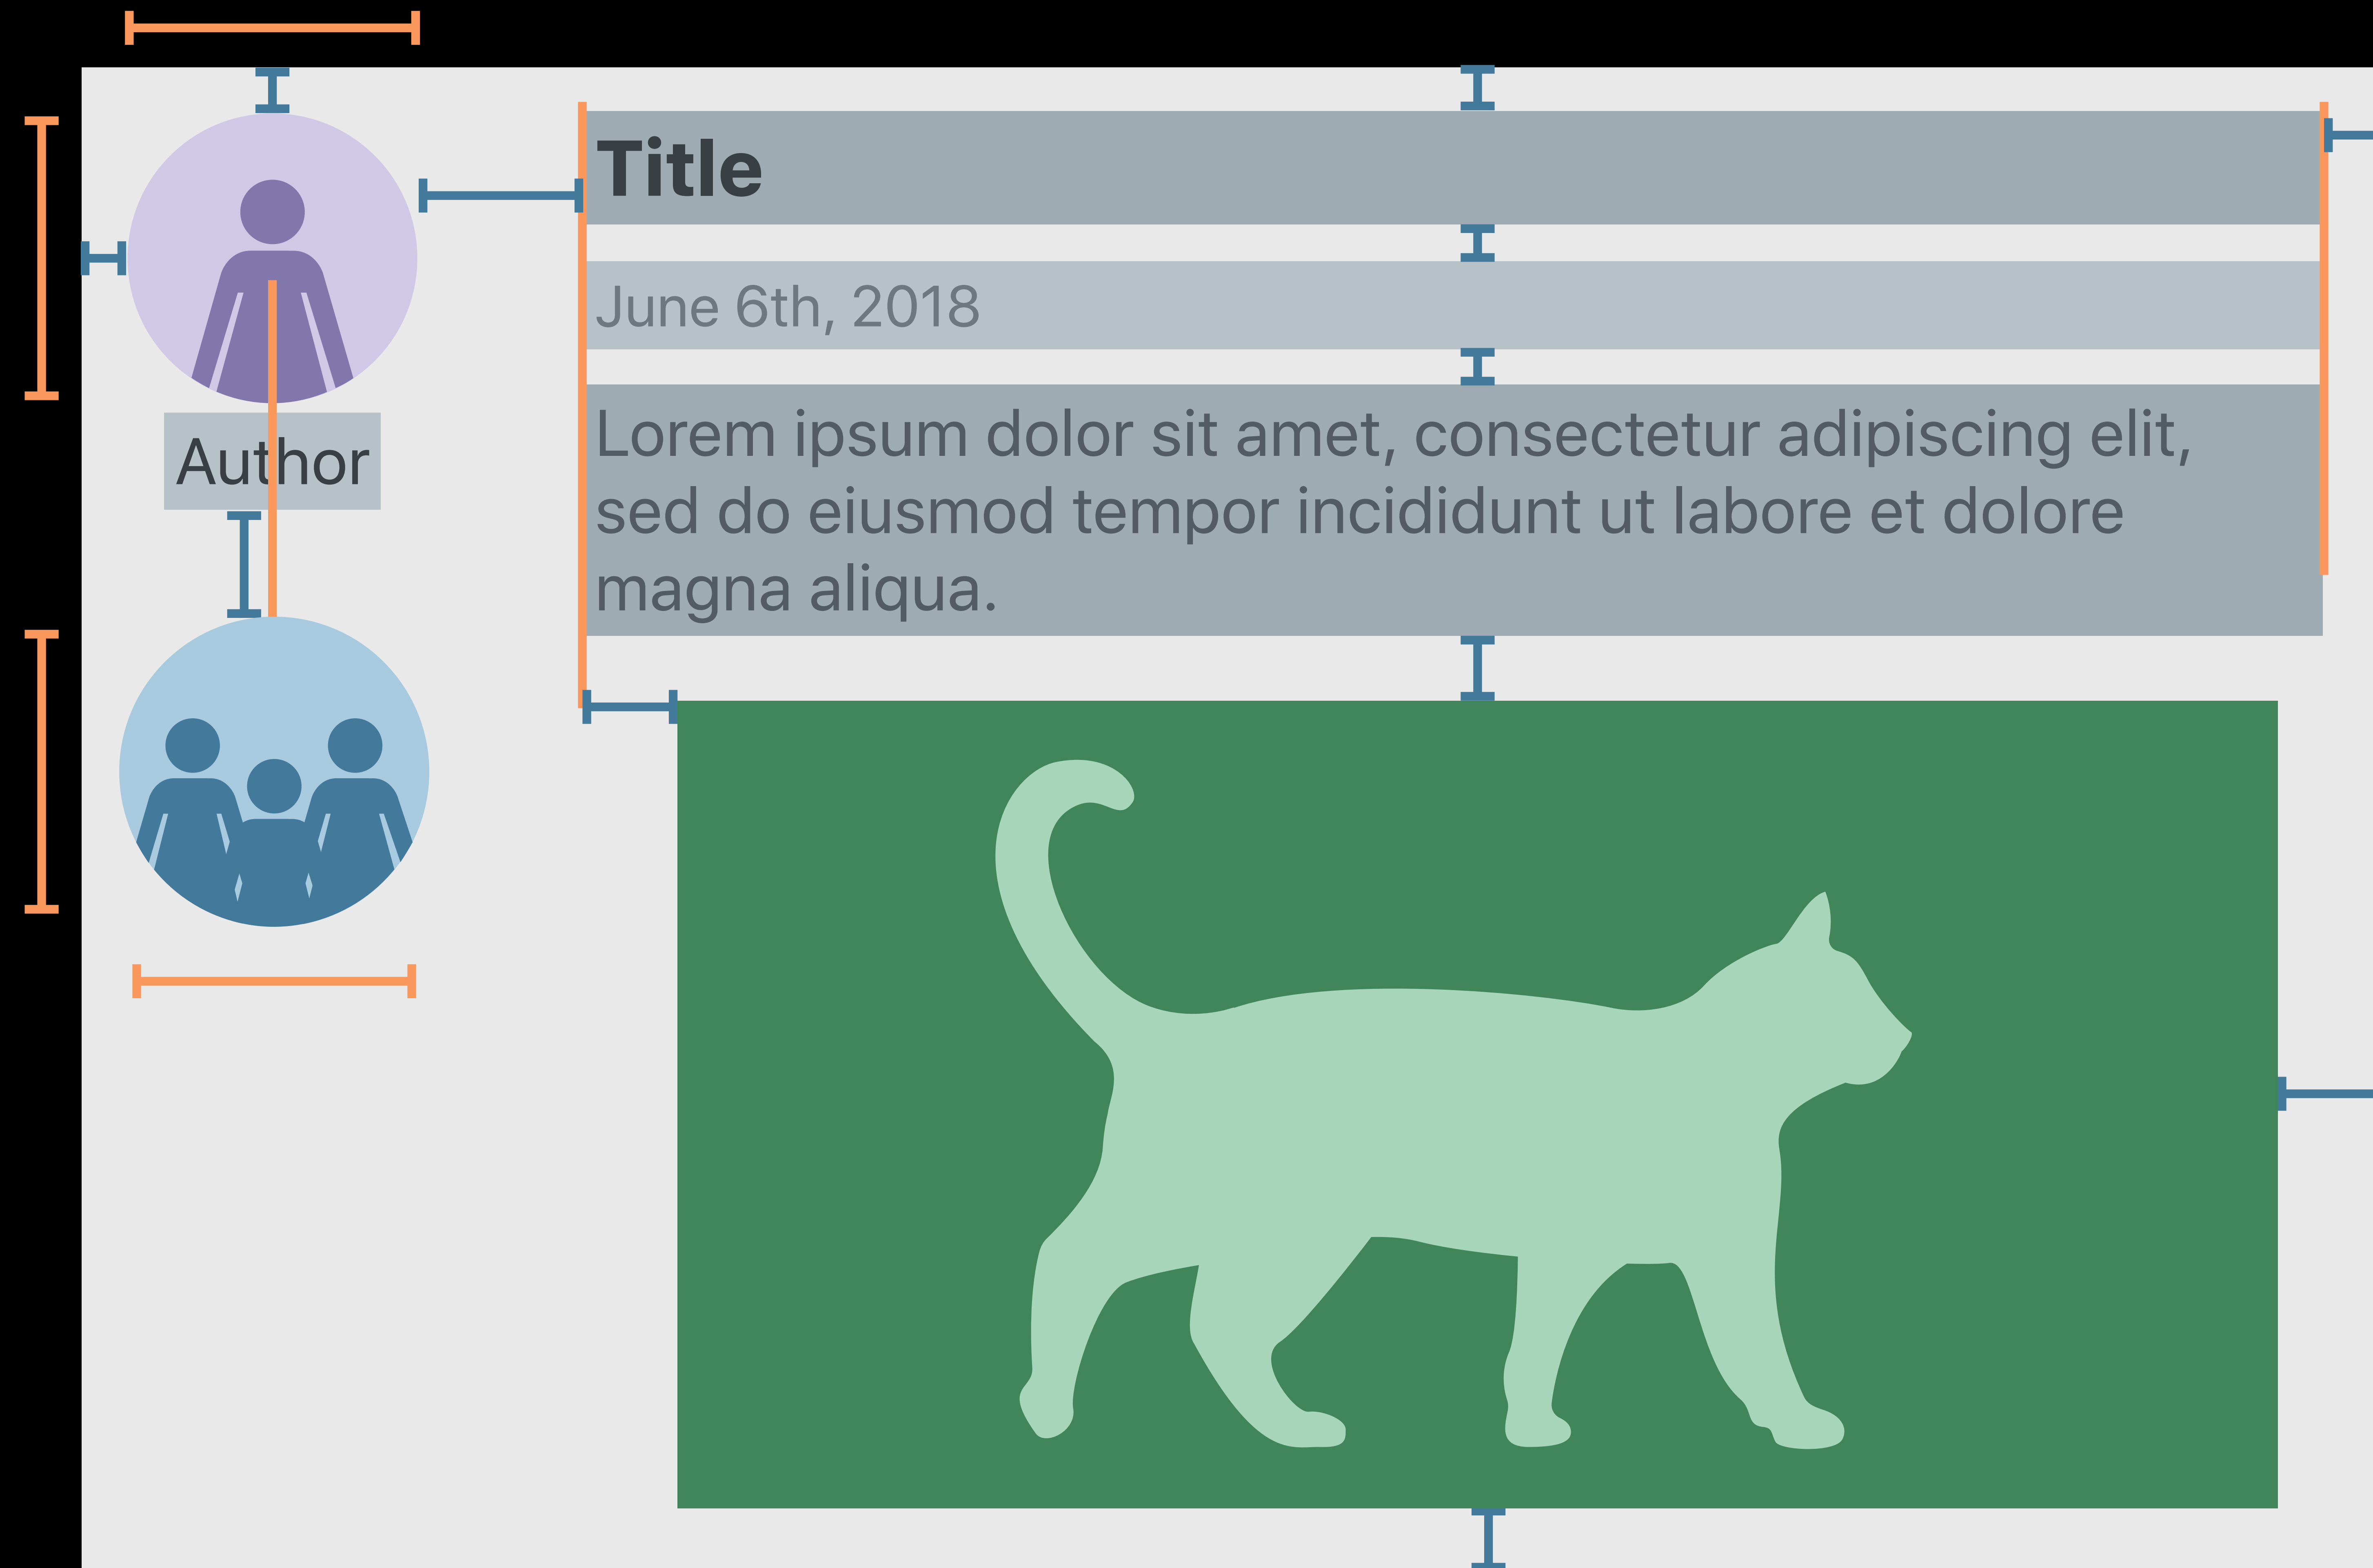 Title
June 6th, 2018
Author
Lorem ipsum dolor sit amet, consectetur adipiscing elit,
sed do eiusmod tempor incididunt ut labore et dolore
magna aliqua.